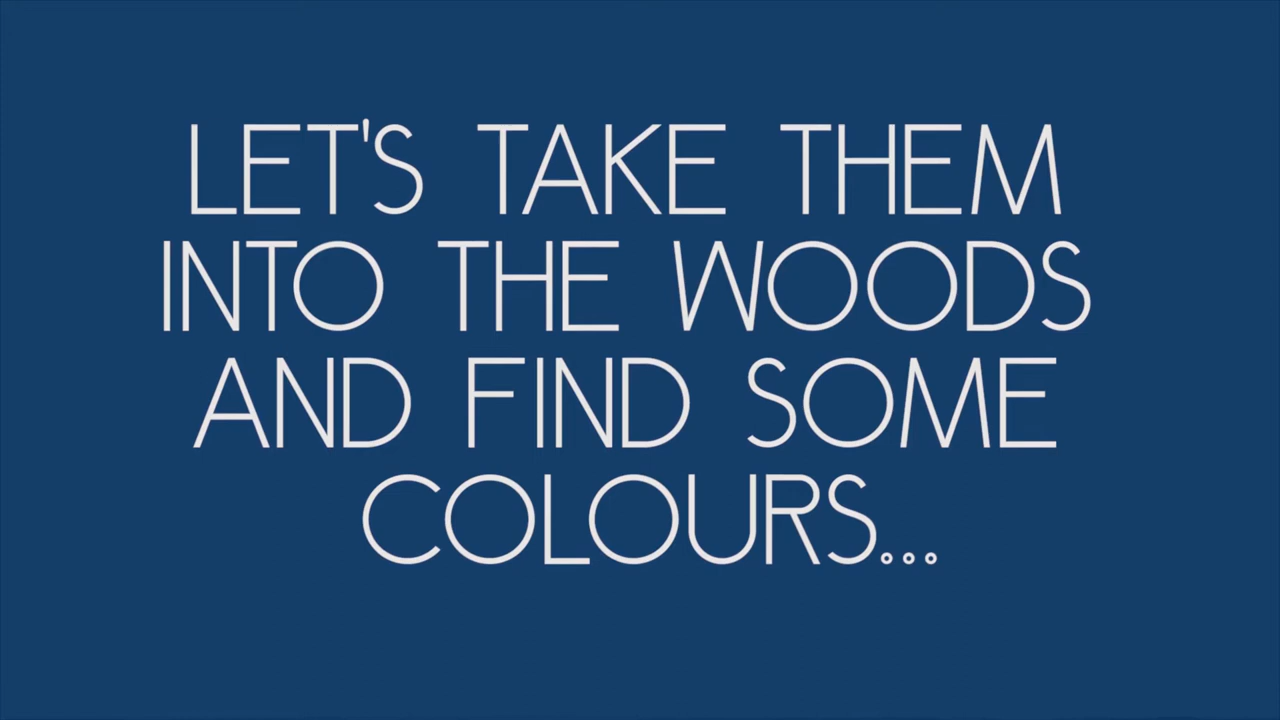 LET'S TAKE THEM
INTO THE WOODS
AND FIND SOME
COLOURS...